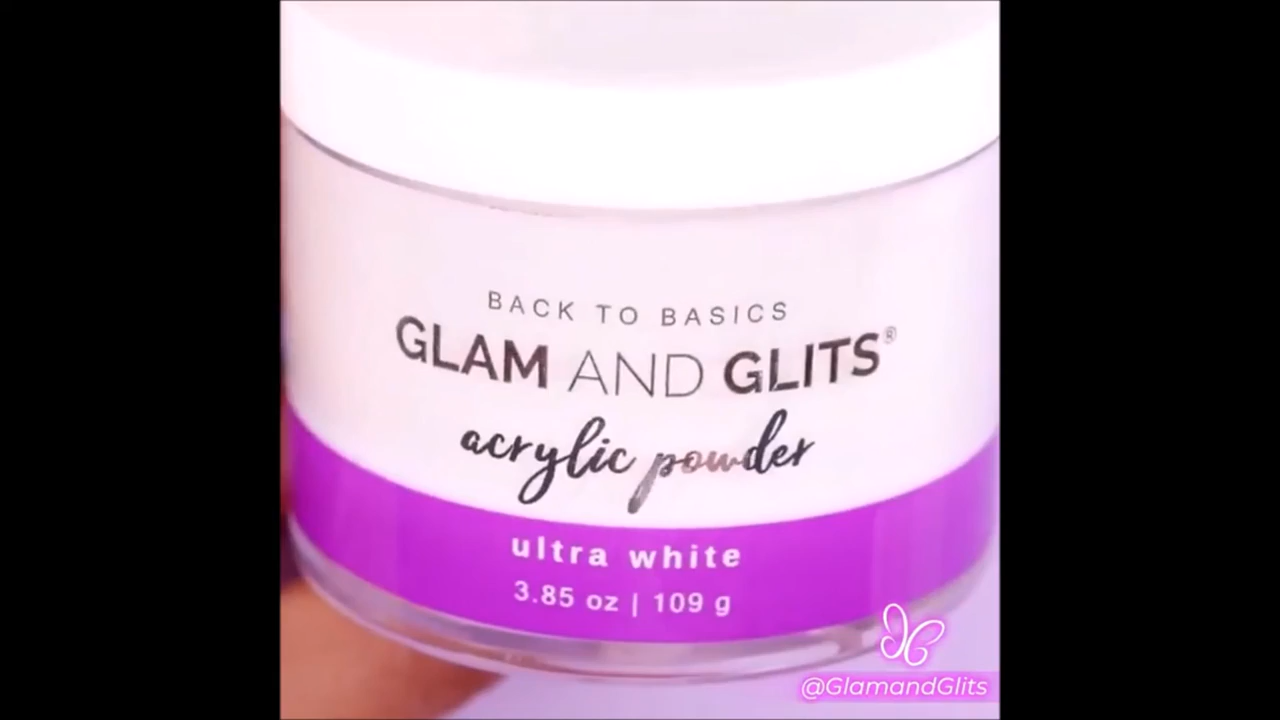 BACK TO BASICS
GLAM AND GLITS®
acrylic powder
ultra white
3.85 oz | 109 g
@GlamandGlits